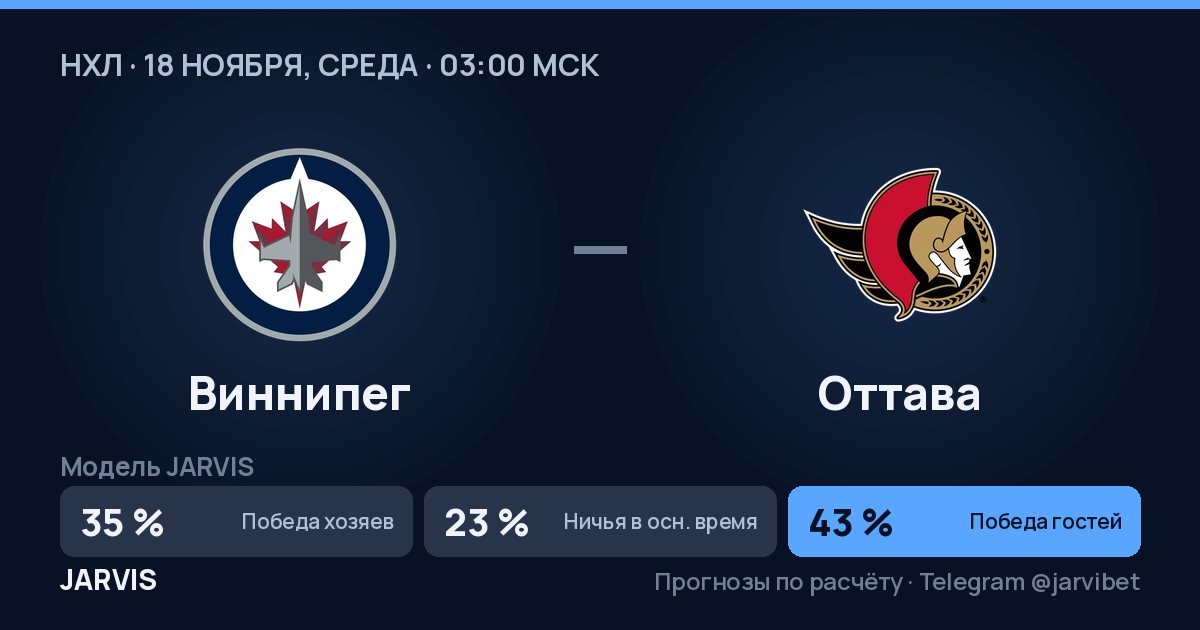 НХЛ · 18 НОЯБРЯ, СРЕДА · 03:00 МСК
Виннипег
Оттава
Модель JARVIS
35 % Победа хозяев
23 % Ничья в осн. время
43 % Победа гостей
JARVIS
Прогнозы по расчёту · Telegram @jarvibet